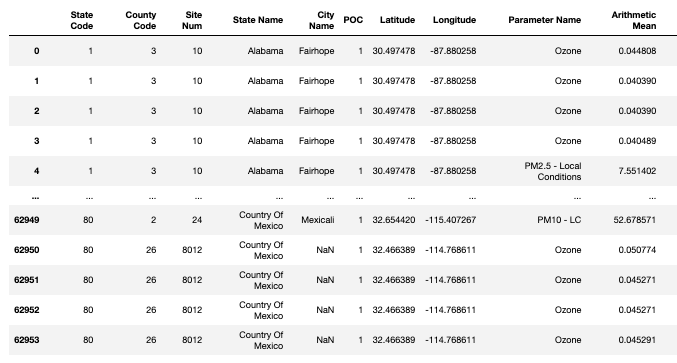 State Code County Code Site Num State Name City Name POC Latitude Longitude Parameter Name Arithmetic Mean
0 1 3 10 Alabama Fairhope 1 30.497478 -87.880258 Ozone 0.044808
1 1 3 10 Alabama Fairhope 1 30.497478 -87.880258 Ozone 0.040390
2 1 3 10 Alabama Fairhope 1 30.497478 -87.880258 Ozone 0.040390
3 1 3 10 Alabama Fairhope 1 30.497478 -87.880258 Ozone 0.040489
4 1 3 10 Alabama Fairhope 1 30.497478 -87.880258 PM2.5 - Local Conditions 7.551402
... ... ... ... ... ... ... ... ... ... ...
62949 80 2 24 Country Of Mexico Mexicali 1 32.654420 -115.407267 PM10 - LC 52.678571
62950 80 26 8012 Country Of Mexico NaN 1 32.466389 -114.768611 Ozone 0.050774
62951 80 26 8012 Country Of Mexico NaN 1 32.466389 -114.768611 Ozone 0.045271
62952 80 26 8012 Country Of Mexico NaN 1 32.466389 -114.768611 Ozone 0.045271
62953 80 26 8012 Country Of Mexico NaN 1 32.466389 -114.768611 Ozone 0.045291